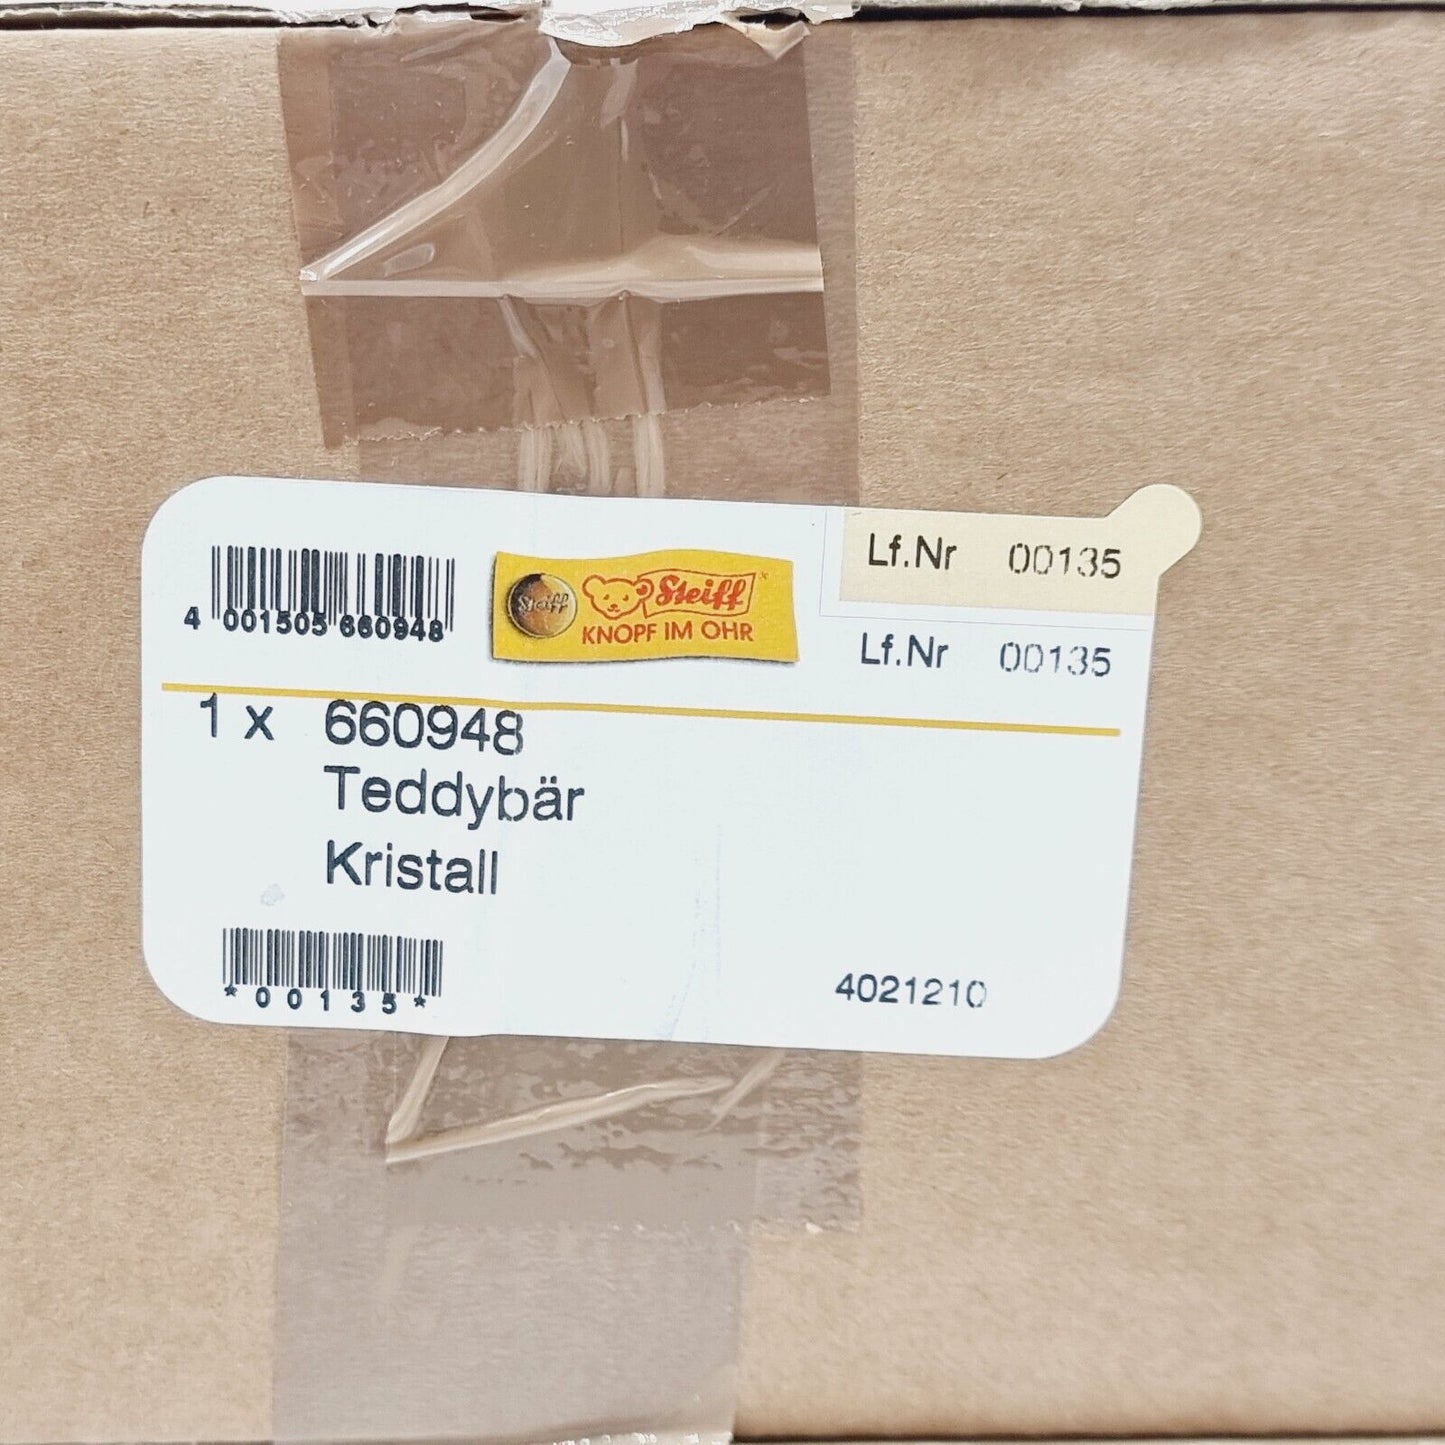 Lf.Nr 00135
4 001505 660948
Steiff
Steiff
KNOPF IM OHR
Lf.Nr 00135
1 x 660948
Teddybär
Kristall
*00135*
4021210